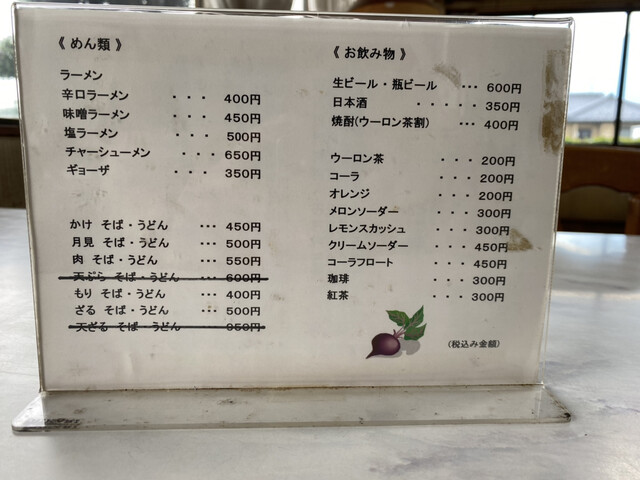 《 めん類 》
ラーメン
辛口ラーメン ・・・ 400円
味噌ラーメン ・・・ 450円
塩ラーメン ・・・ 500円
チャーシューメン ・・・ 650円
ギョーザ ・・・ 350円
かけ そば・うどん ・・・ 450円
月見 そば・うどん ・・・ 500円
肉 そば・うどん ・・・ 550円
天ぷら そば・うどん ・・・ 600円
もり そば・うどん ・・・ 400円
ざる そば・うどん ・・・ 500円
天ざる そば・うどん ・・・ 950円
《 お飲み物 》
生ビール・瓶ビール ・・・ 600円
日本酒 ・・・・・ 350円
焼酎(ウーロン茶割) ・・・ 400円
ウーロン茶 ・・・ 200円
コーラ ・・・ 200円
オレンジ ・・・ 200円
メロンソーダー ・・・ 300円
レモンスカッシュ ・・・ 300円
クリームソーダー ・・・ 450円
コーラフロート ・・・ 450円
珈琲 ・・・ 300円
紅茶 ・・・ 300円
(税込み金額)